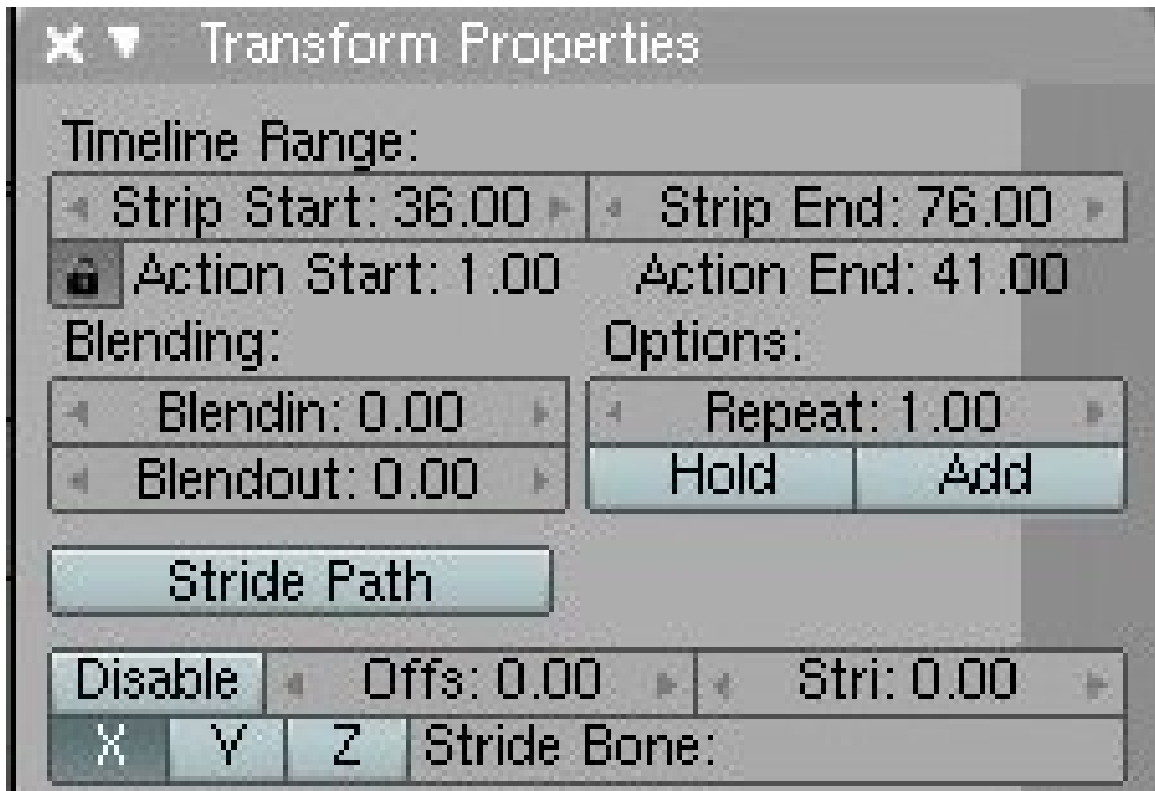 Transform Properties
Timeline Range:
Strip Start: 36.00 Strip End: 76.00
Action Start: 1.00 Action End: 41.00
Blending: Options:
Blendin: 0.00 Repeat: 1.00
Blendout: 0.00 Hold Add
Stride Path
Disable Offs: 0.00 Stri: 0.00
X Y Z Stride Bone: